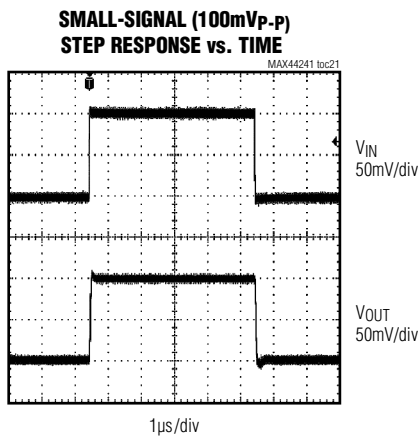 SMALL-SIGNAL (100mVP-P)
STEP RESPONSE vs. TIME
MAX44241 toc21
T
VIN
50mV/div
VOUT
50mV/div
1µs/div